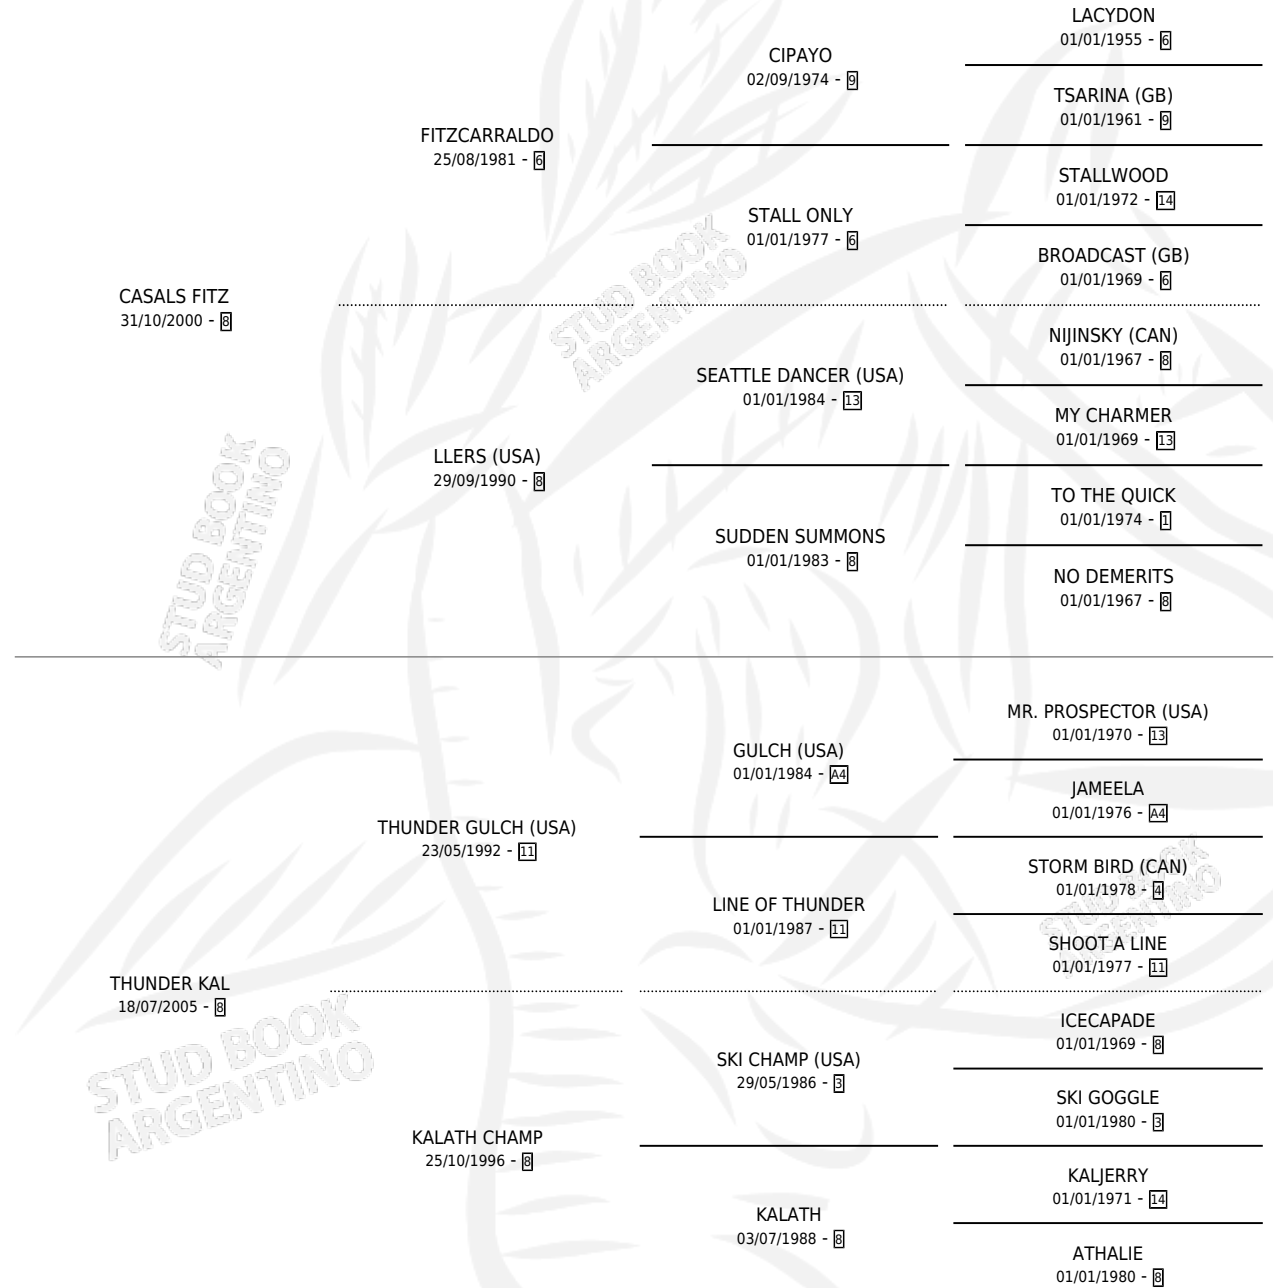 LACYDON
01/01/1955 - 6
CIPAYO
02/09/1974 - 9
TSARINA (GB)
01/01/1961 - 9
FITZCARRALDO
25/08/1981 - 6
STALLWOOD
01/01/1972 - 14
STALL ONLY
01/01/1977 - 6
BROADCAST (GB)
01/01/1969 - 6
CASALS FITZ
31/10/2000 - 8
NIJINSKY (CAN)
01/01/1967 - 8
SEATTLE DANCER (USA)
01/01/1984 - 13
MY CHARMER
01/01/1969 - 13
LLERS (USA)
29/09/1990 - 8
TO THE QUICK
01/01/1974 - 1
SUDDEN SUMMONS
01/01/1983 - 8
NO DEMERITS
01/01/1967 - 8
STUD BOOK
ARGENTINO
STUD BOOK
ARGENTINO
MR. PROSPECTOR (USA)
01/01/1970 - 13
GULCH (USA)
01/01/1984 - A4
JAMEELA
01/01/1976 - A4
THUNDER GULCH (USA)
23/05/1992 - 11
STORM BIRD (CAN)
01/01/1978 - 4
LINE OF THUNDER
01/01/1987 - 11
SHOOT A LINE
01/01/1977 - 11
STUD BOOK
ARGENTINO
THUNDER KAL
18/07/2005 - 8
ICECAPADE
01/01/1969 - 8
SKI CHAMP (USA)
29/05/1986 - 3
SKI GOGGLE
01/01/1980 - 3
KALATH CHAMP
25/10/1996 - 8
KALJERRY
01/01/1971 - 14
KALATH
03/07/1988 - 8
ATHALIE
01/01/1980 - 8
STUD BOOK
ARGENTINO